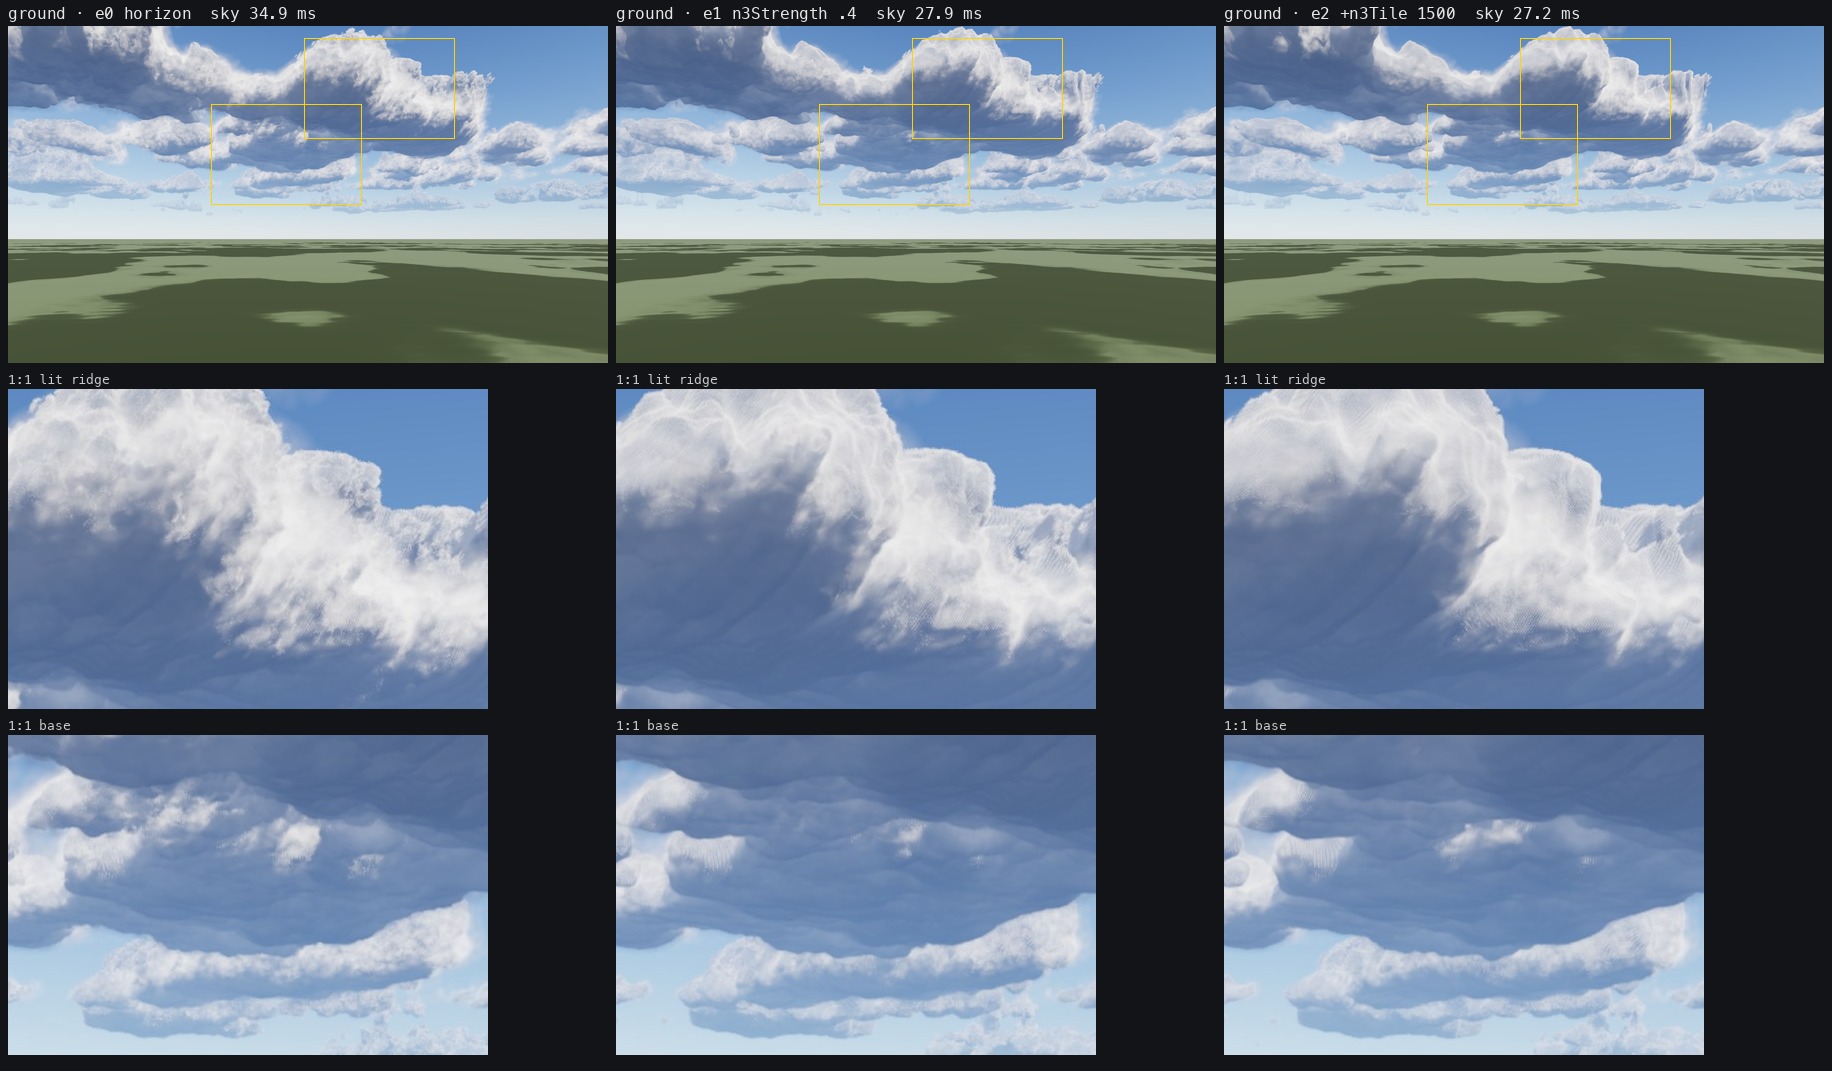 ground · e0 horizon  sky 34.9 ms
ground · e1 n3Strength .4  sky 27.9 ms
ground · e2 +n3Tile 1500  sky 27.2 ms
1:1 lit ridge
1:1 lit ridge
1:1 lit ridge
1:1 base
1:1 base
1:1 base